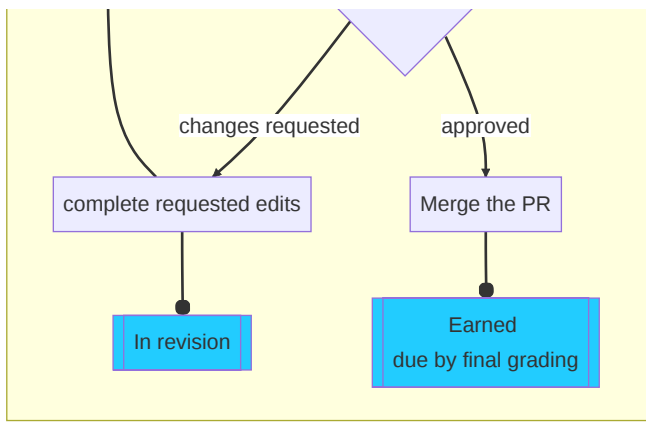 changes requested
approved
complete requested edits
Merge the PR
In revision
Earned
due by final grading